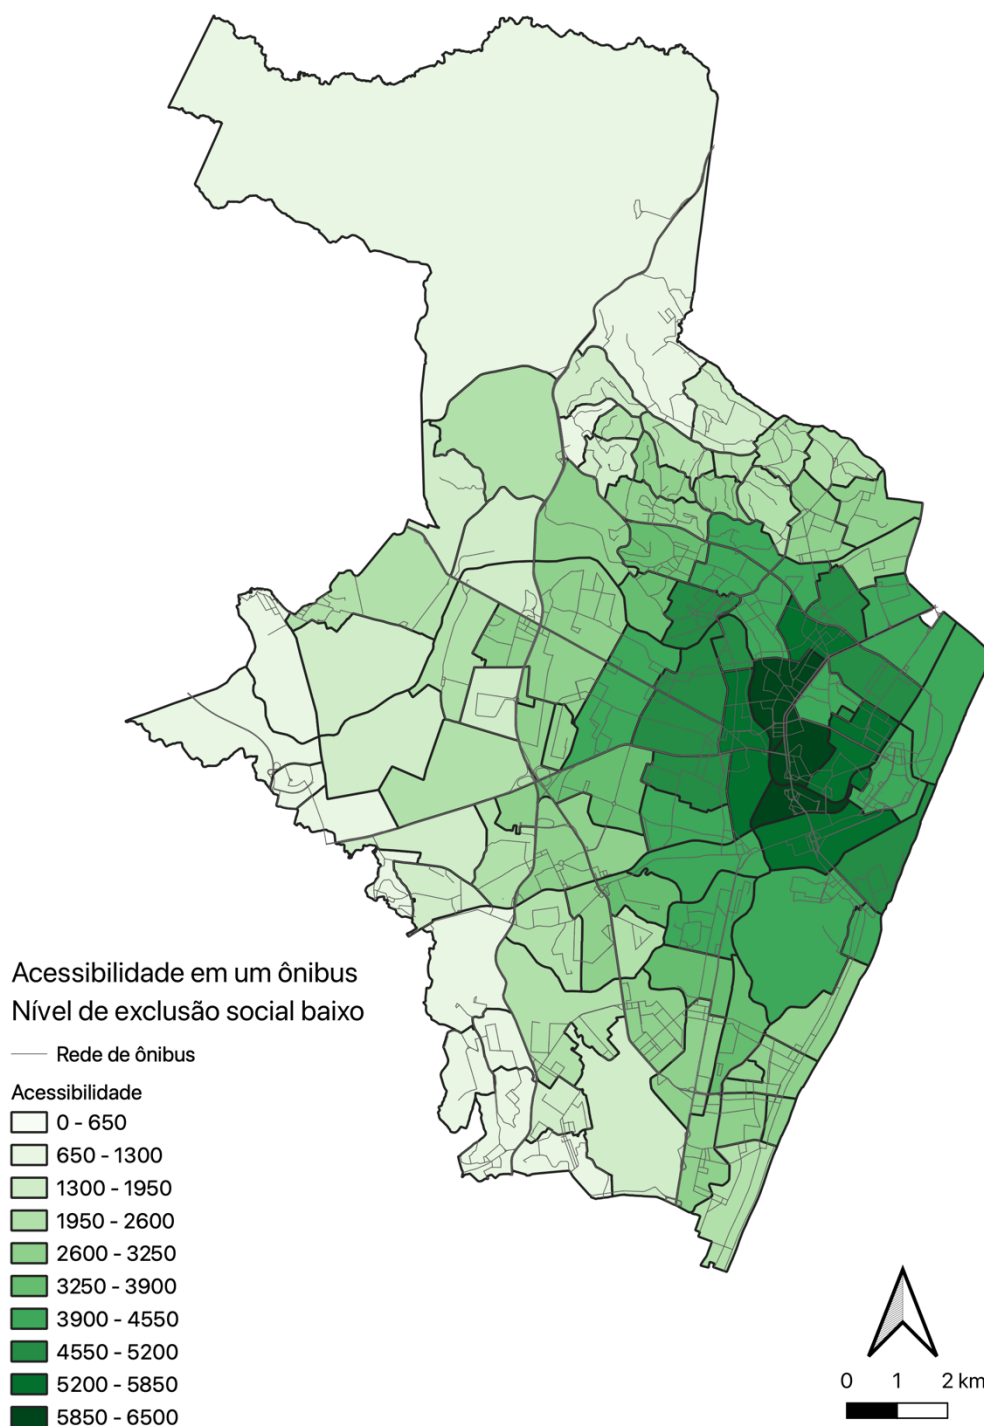 Acessibilidade em um ônibus
Nível de exclusão social baixo
Rede de ônibus
Acessibilidade
0 - 650
650 - 1300
1300 - 1950
1950 - 2600
2600 - 3250
3250 - 3900
3900 - 4550
4550 - 5200
5200 - 5850
5850 - 6500
0 1 2 km